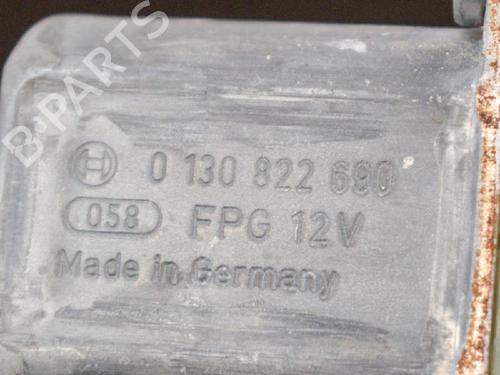 B-PARTS
0 130 822 690
058 FPG 12V
Made in Germany